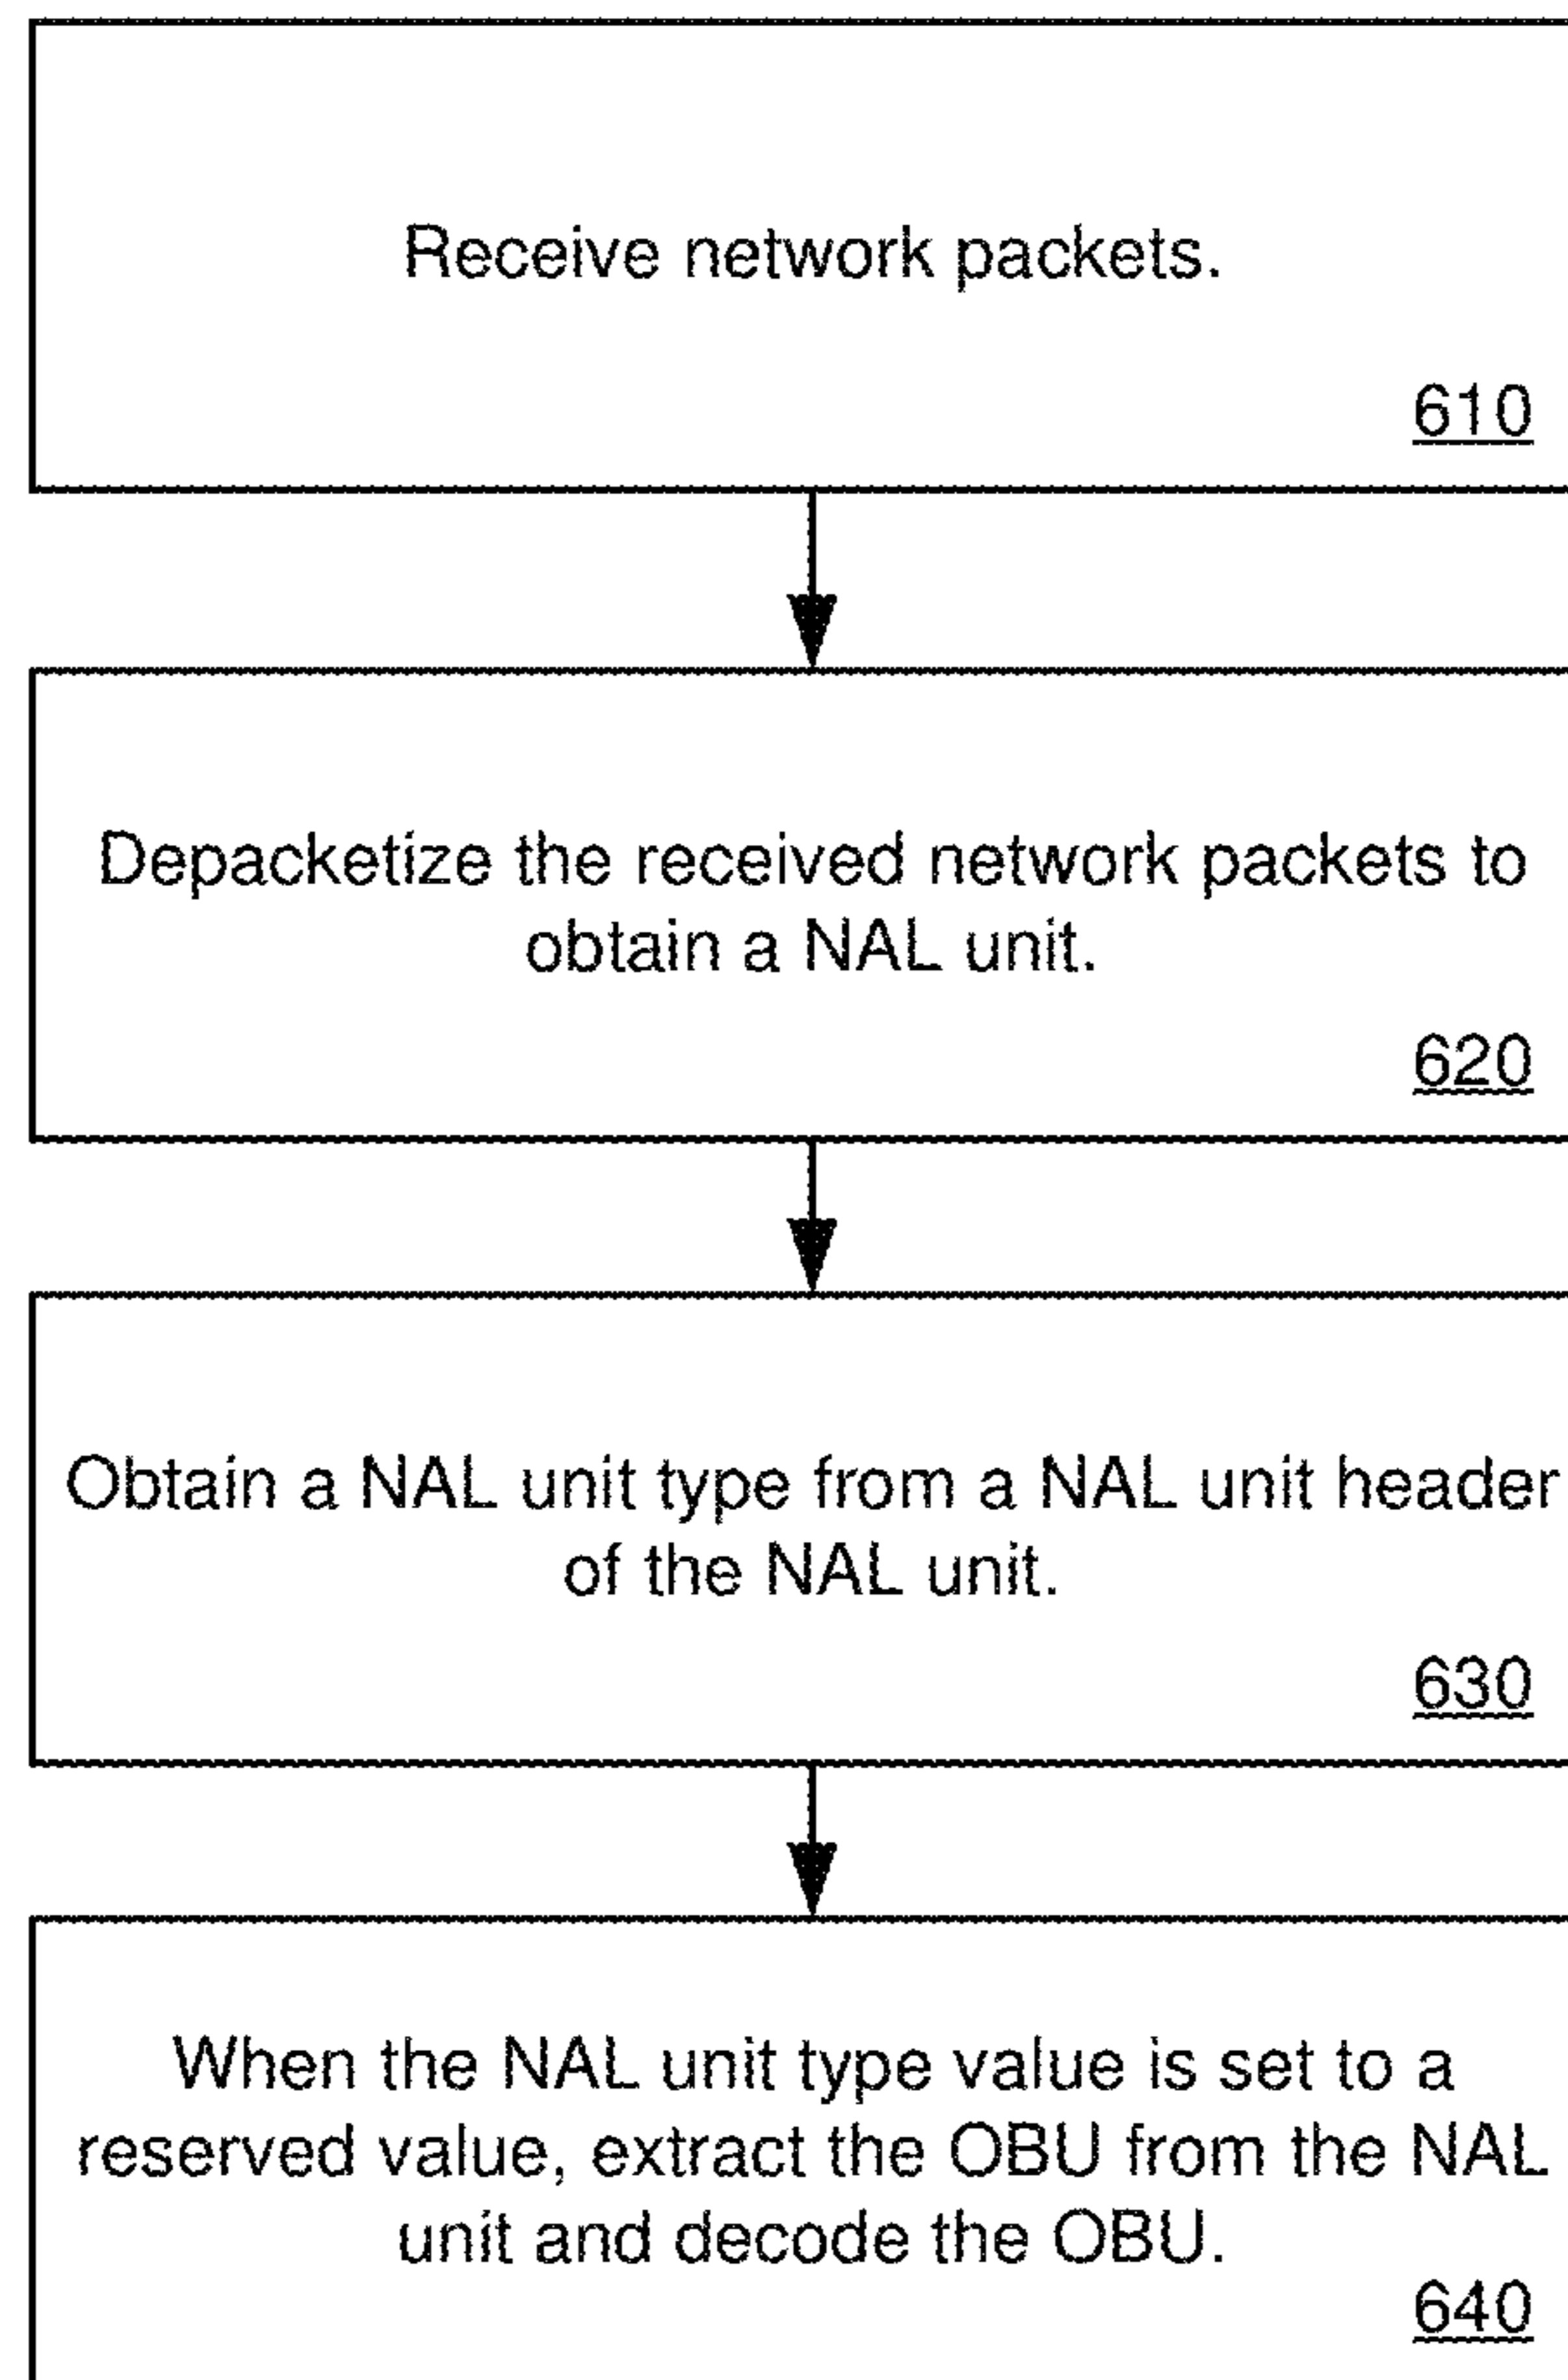 Receive network packets.
610
Depacketize the received network packets to
obtain a NAL unit.
620
Obtain a NAL unit type from a NAL unit header
of the NAL unit.
630
When the NAL unit type value is set to a
reserved value, extract the OBU from the NAL
unit and decode the OBU.
640